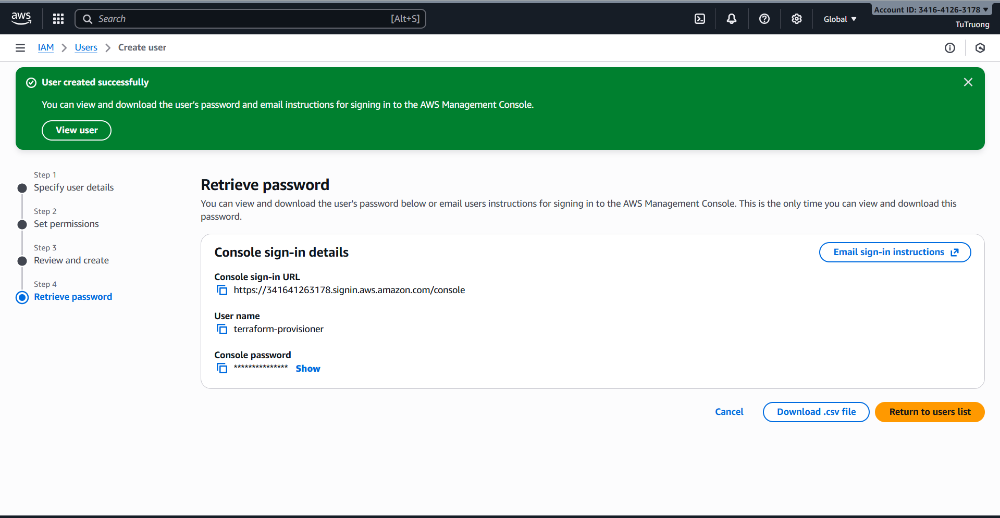 aws
Search [Alt+S]
Global
Account ID: 3416-4126-3178
TuTruong
IAM
Users
Create user
User created successfully
You can view and download the user's password and email instructions for signing in to the AWS Management Console.
View user
Step 1
Specify user details
Step 2
Set permissions
Step 3
Review and create
Step 4
Retrieve password
Retrieve password
You can view and download the user's password below or email users instructions for signing in to the AWS Management Console. This is the only time you can view and download this
password.
Console sign-in details
Email sign-in instructions
Console sign-in URL
https://341641263178.signin.aws.amazon.com/console
User name
terraform-provisioner
Console password
*************** Show
Cancel
Download .csv file
Return to users list